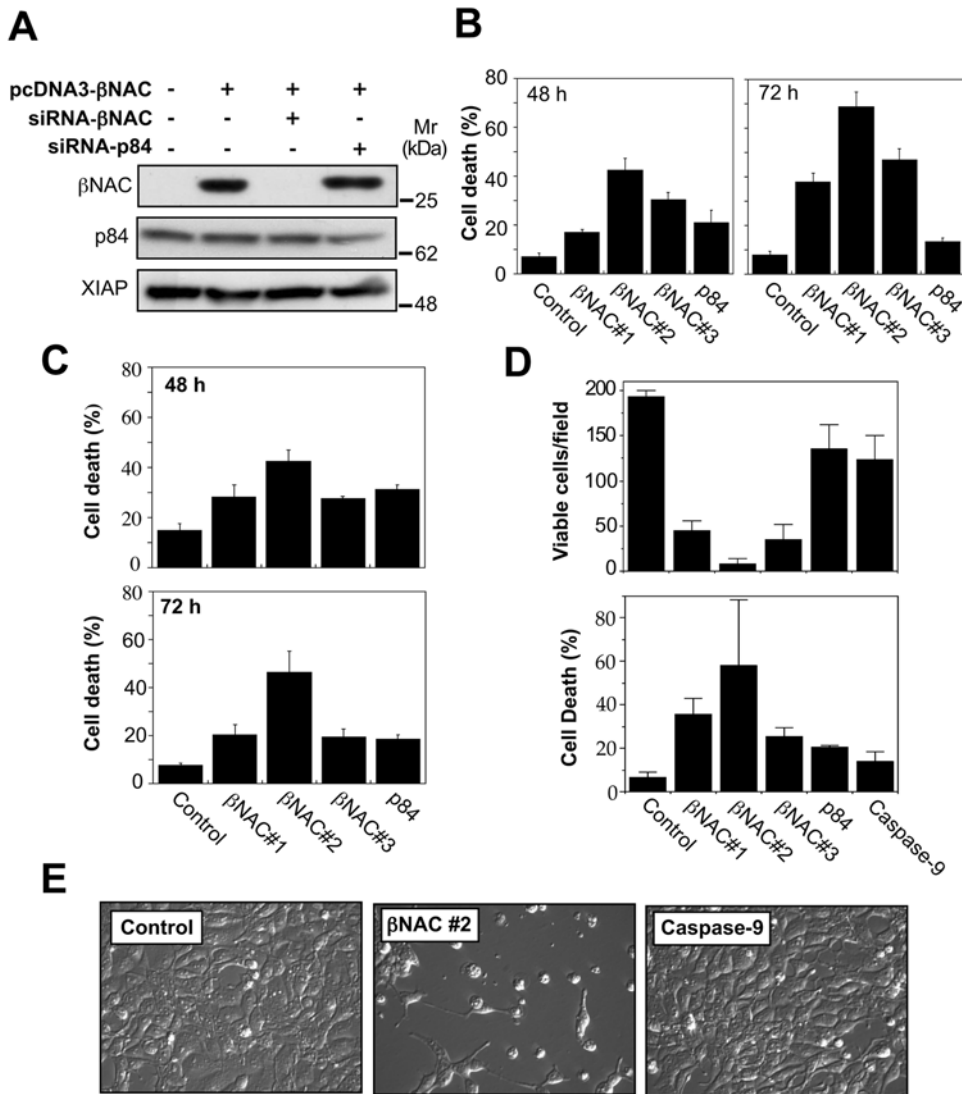 A
pcDNA3-βNAC - + + +
siRNA-βNAC - - + -
siRNA-p84 - - - +
Mr
(kDa)
βNAC
25
p84
62
XIAP
48
B
48 h
72 h
Cell death (%)
80
60
40
20
0
Control
βNAC#1
βNAC#2
βNAC#3
p84
Control
βNAC#1
βNAC#2
βNAC#3
p84
C
48 h
Cell death (%)
80
60
40
20
0
72 h
Cell death (%)
80
60
40
20
0
Control
βNAC#1
βNAC#2
βNAC#3
p84
D
Viable cells/field
200
150
100
50
0
Cell Death (%)
80
60
40
20
0
Control
βNAC#1
βNAC#2
βNAC#3
p84
Caspase-9
E
Control
βNAC #2
Caspase-9